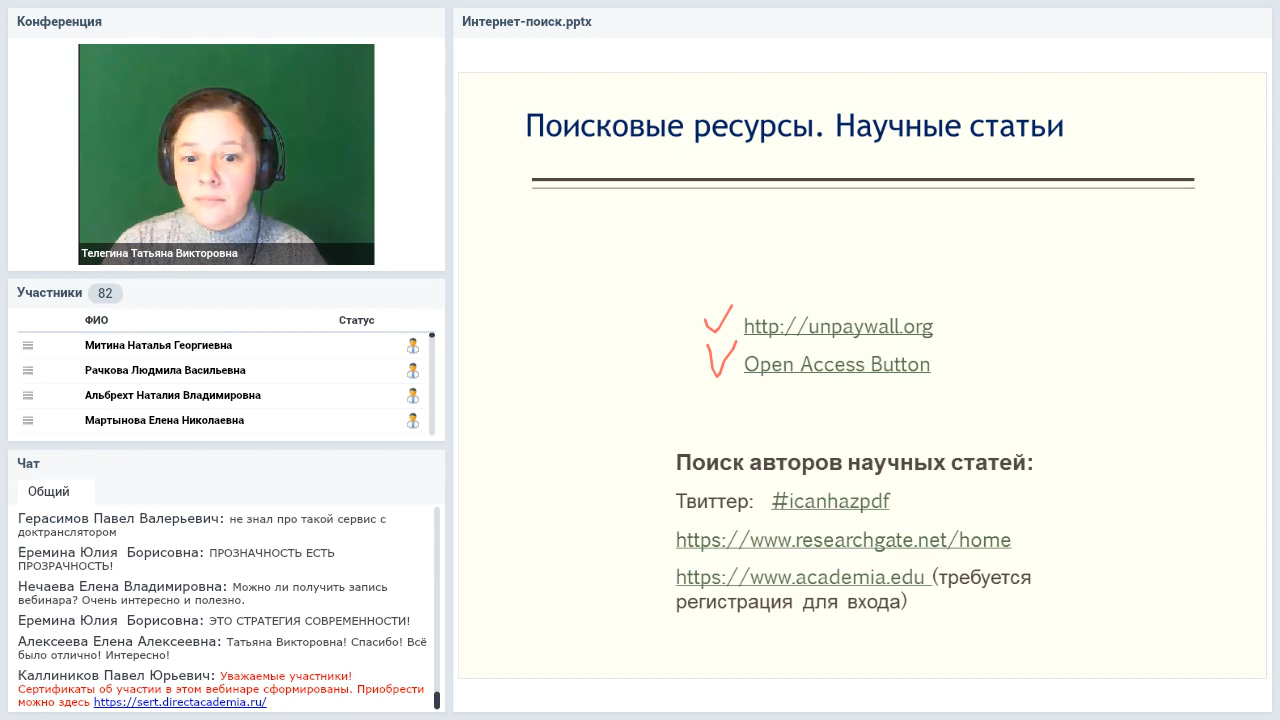 Конференция
Телегина Татьяна Викторовна
Участники 82
ФИО Статус
Митина Наталья Георгиевна
Рачкова Людмила Васильевна
Альбрехт Наталия Владимировна
Мартынова Елена Николаевна
Чат
Общий
Герасимов Павел Валерьевич: не знал про такой сервис с
доктранслятором
Еремина Юлия Борисовна: ПРОЗНАЧНОСТЬ ЕСТЬ
ПРОЗРАЧНОСТЬ!
Нечаева Елена Владимировна: Можно ли получить запись
вебинара? Очень интересно и полезно.
Еремина Юлия Борисовна: ЭТО СТРАТЕГИЯ СОВРЕМЕННОСТИ!
Алексеева Елена Алексеевна: Татьяна Викторовна! Спасибо! Всё
было отлично! Интересно!
Каллиников Павел Юрьевич: Уважаемые участники!
Сертификаты об участии в этом вебинаре сформированы. Приобрести
можно здесь https://sert.directacademia.ru/
Интернет-поиск.pptx
Поисковые ресурсы. Научные статьи
http://unpaywall.org
Open Access Button
Поиск авторов научных статей:
Твиттер: #icanhazpdf
https://www.researchgate.net/home
https://www.academia.edu (требуется
регистрация для входа)